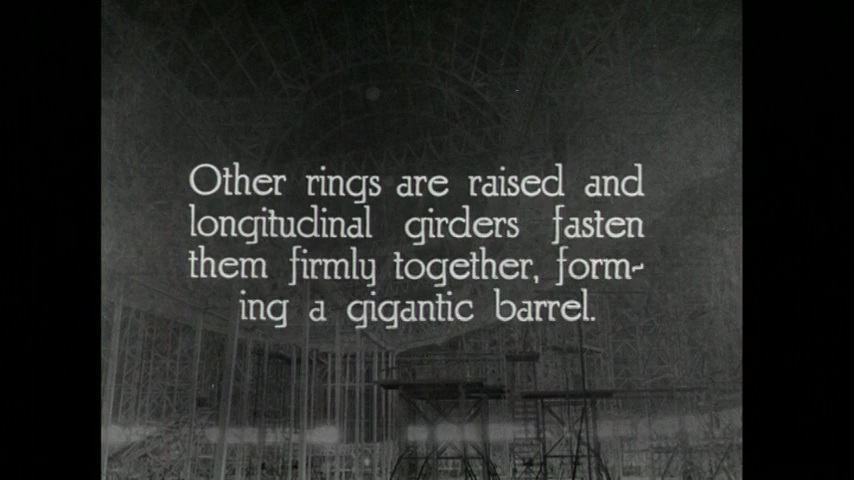 Other rings are raised and
longitudinal girders fasten
them firmly together, form-
ing a gigantic barrel.